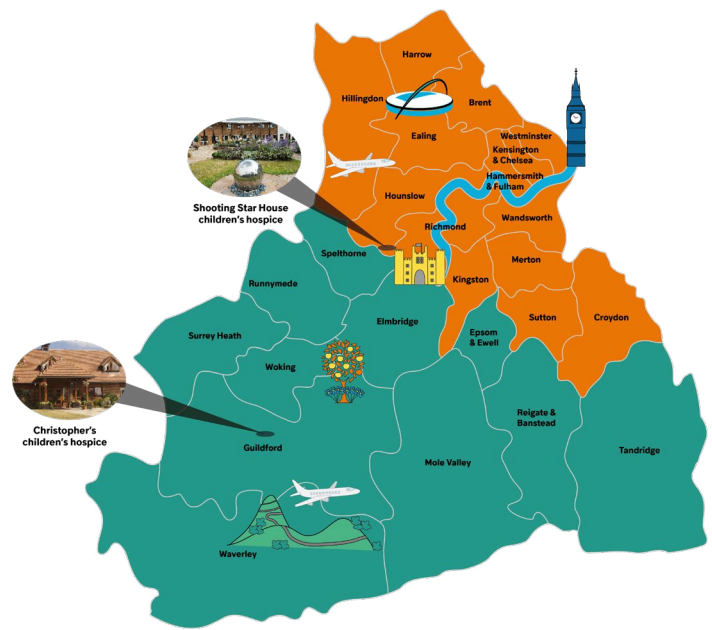 Harrow
Hillingdon
Brent
Ealing
Westminster
Kensington
& Chelsea
Hammersmith
& Fulham
Hounslow
Shooting Star House
children's hospice
Richmond
Wandsworth
Spelthorne
Merton
Kingston
Runnymede
Elmbridge
Sutton
Croydon
Surrey Heath
Epsom
& Ewell
Woking
Christopher's
children's hospice
Guildford
Reigate &
Banstead
Mole Valley
Tandridge
Waverley